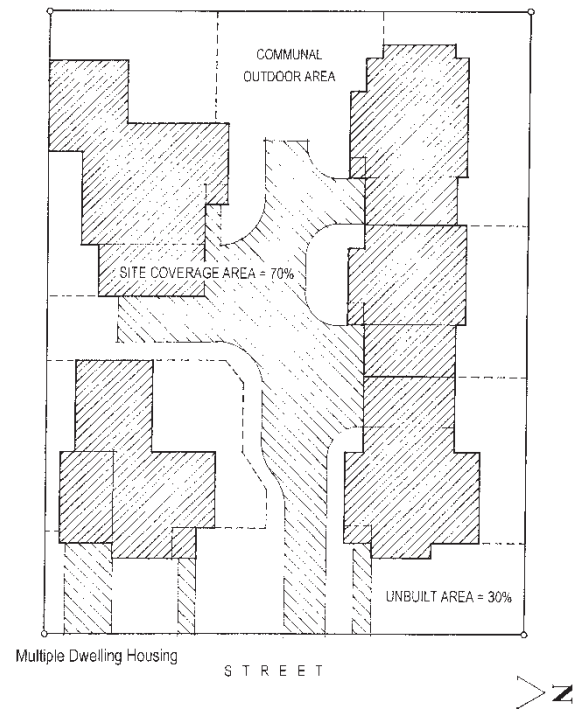 COMMUNAL
OUTDOOR AREA
SITE COVERAGE AREA = 70%
UNBUILT AREA = 30%
Multiple Dwelling Housing
STREET
N